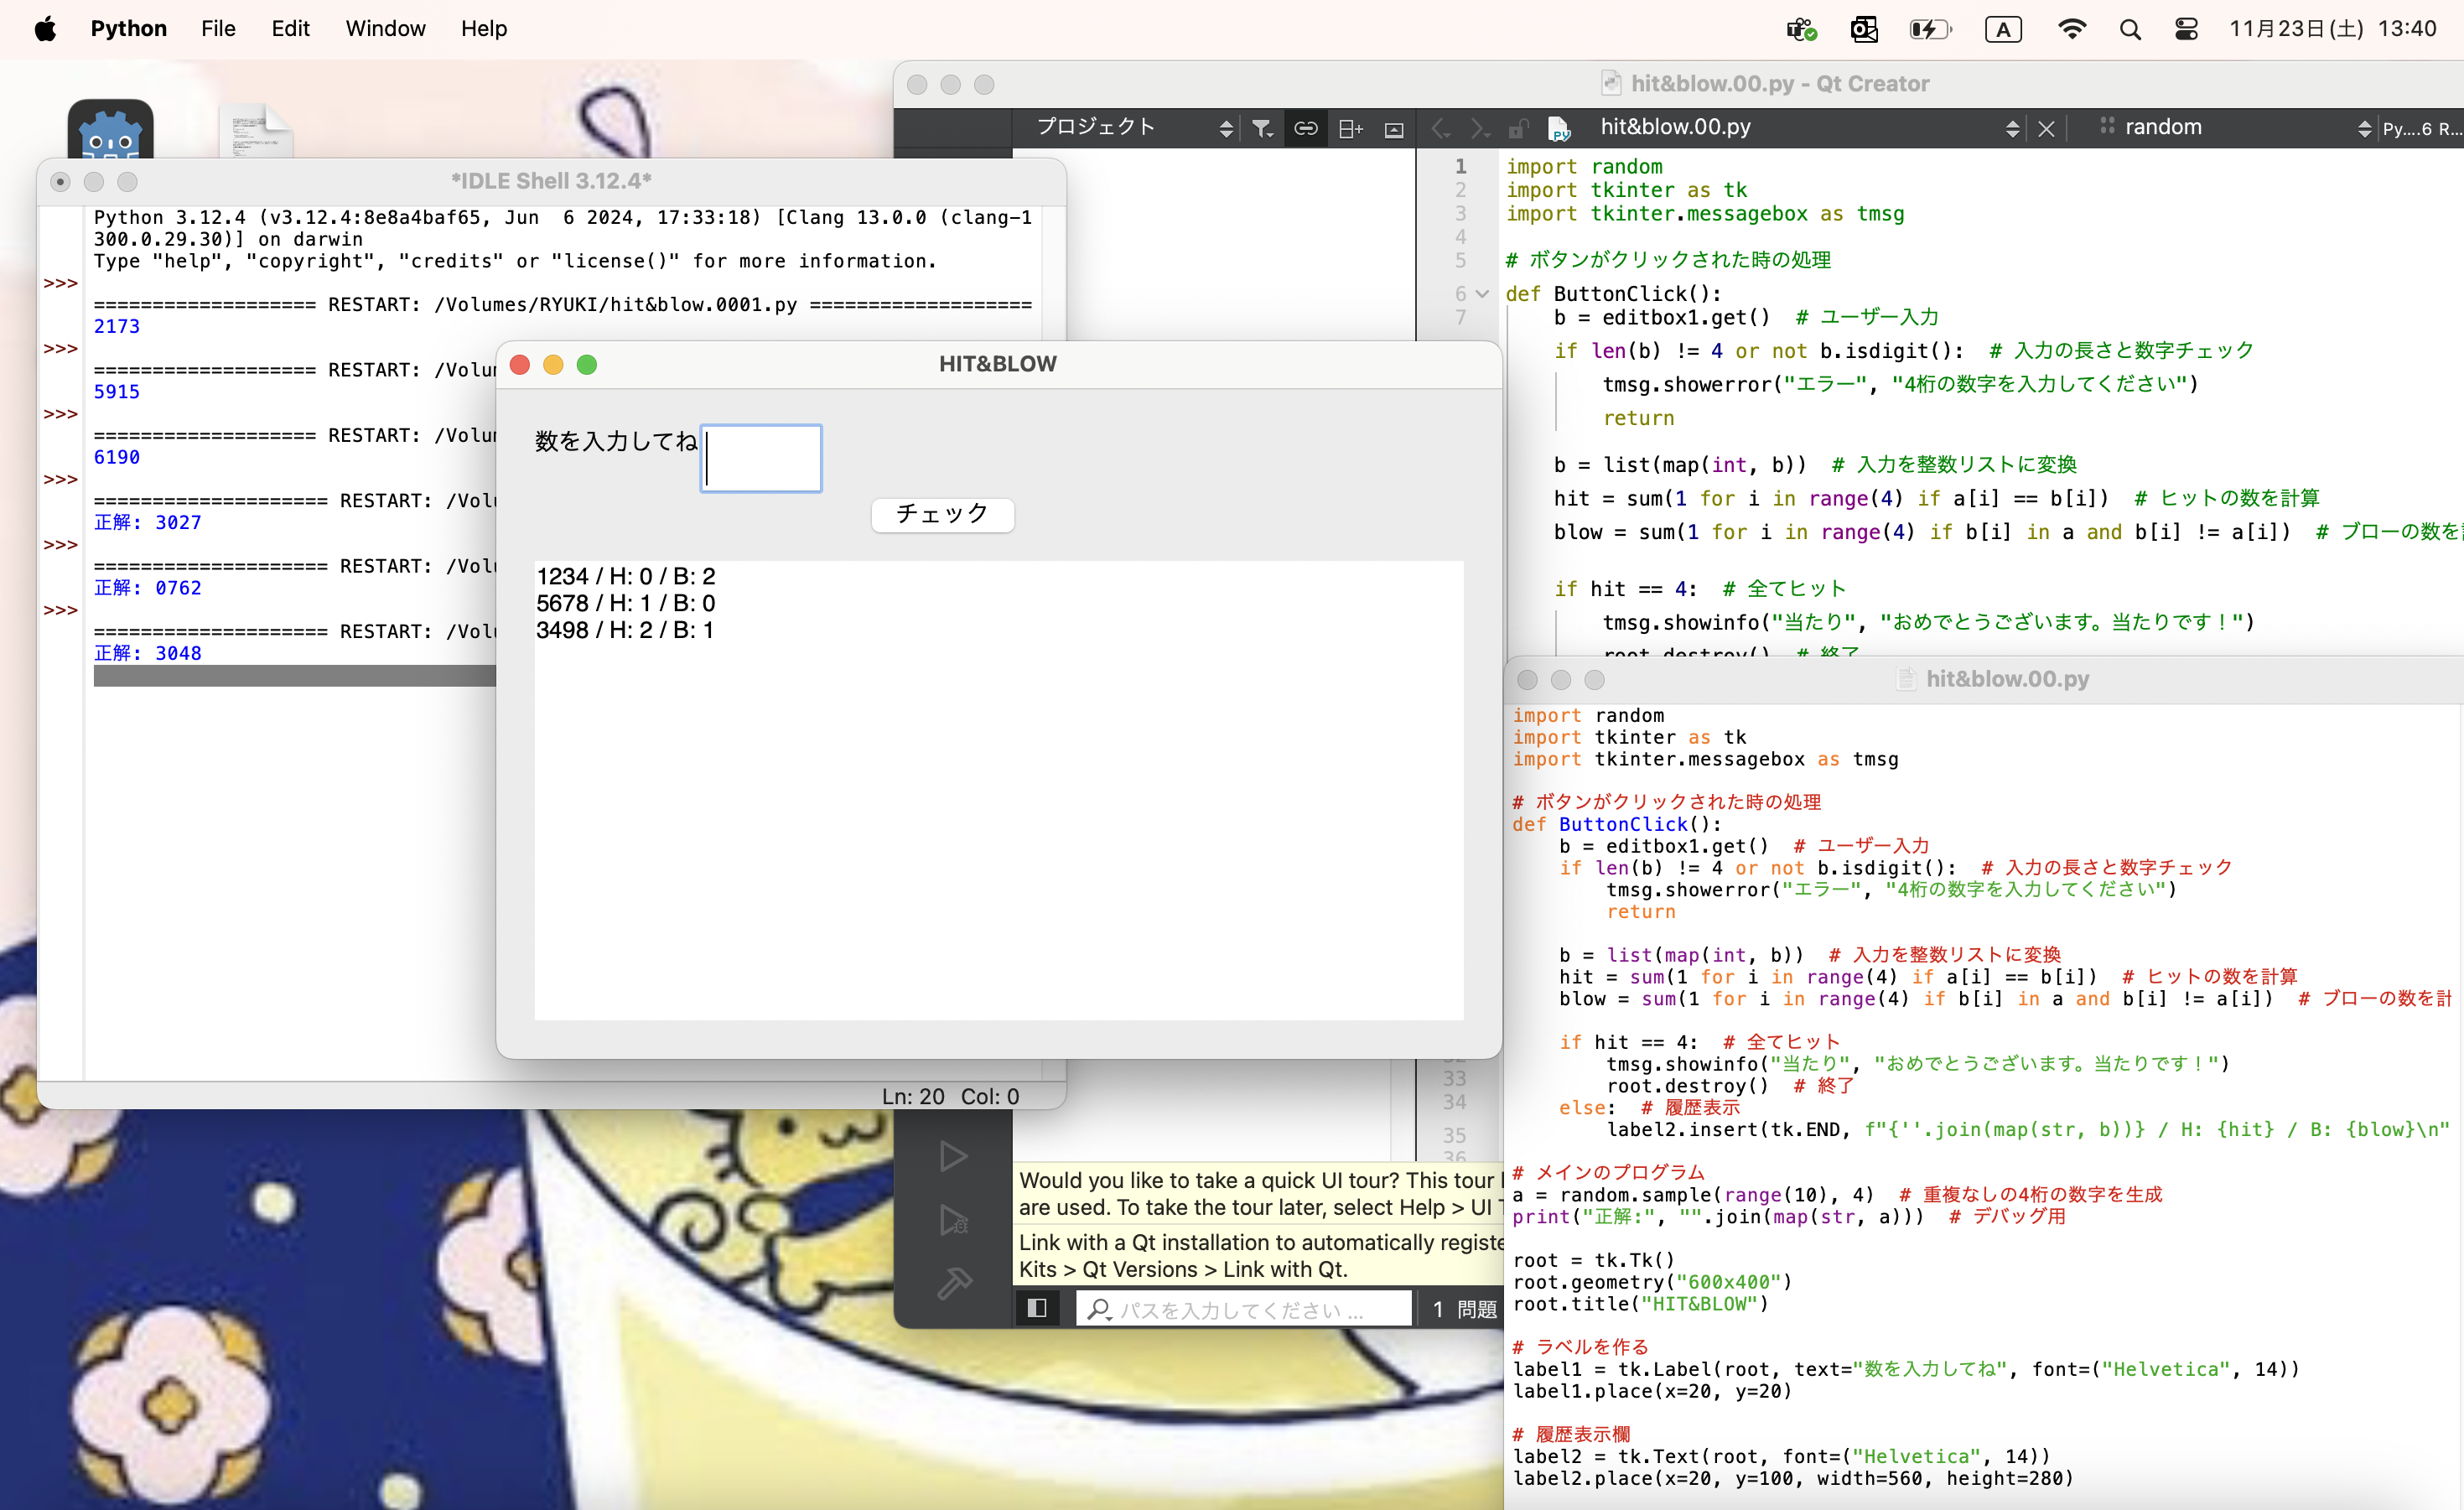 Python File Edit Window Help
A 11月23日(土) 13:40
*IDLE Shell 3.12.4*
Python 3.12.4 (v3.12.4:8e8a4baf65, Jun  6 2024, 17:33:18) [Clang 13.0.0 (clang-1
300.0.29.30)] on darwin
Type "help", "copyright", "credits" or "license()" for more information.
>>>
=================== RESTART: /Volumes/RYUKI/hit&blow.0001.py ===================
2173
>>>
=================== RESTART: /Volu
5915
>>>
=================== RESTART: /Volu
6190
>>>
==================== RESTART: /Vol
正解: 3027
>>>
==================== RESTART: /Vol
正解: 0762
>>>
==================== RESTART: /Vol
正解: 3048
Ln: 20 Col: 0
HIT&BLOW
数を入力してね
チェック
1234 / H: 0 / B: 2
5678 / H: 1 / B: 0
3498 / H: 2 / B: 1
hit&blow.00.py - Qt Creator
プロジェクト
hit&blow.00.py
random
Py....6 R...
1 import random
2 import tkinter as tk
3 import tkinter.messagebox as tmsg
4
5 # ボタンがクリックされた時の処理
6 def ButtonClick():
7 b = editbox1.get()  # ユーザー入力
if len(b) != 4 or not b.isdigit():  # 入力の長さと数字チェック
tmsg.showerror("エラー", "4桁の数字を入力してください")
return
b = list(map(int, b))  # 入力を整数リストに変換
hit = sum(1 for i in range(4) if a[i] == b[i])  # ヒットの数を計算
blow = sum(1 for i in range(4) if b[i] in a and b[i] != a[i])  # ブローの数を
if hit == 4:  # 全てヒット
tmsg.showinfo("当たり", "おめでとうございます。当たりです！")
root.destroy()  # 終了
33
34
35
36
Would you like to take a quick UI tour? This tour
are used. To take the tour later, select Help > UI
Link with a Qt installation to automatically registe
Kits > Qt Versions > Link with Qt.
パスを入力してください ...
1 問題
hit&blow.00.py
import random
import tkinter as tk
import tkinter.messagebox as tmsg
# ボタンがクリックされた時の処理
def ButtonClick():
    b = editbox1.get()  # ユーザー入力
    if len(b) != 4 or not b.isdigit():  # 入力の長さと数字チェック
        tmsg.showerror("エラー", "4桁の数字を入力してください")
        return
    b = list(map(int, b))  # 入力を整数リストに変換
    hit = sum(1 for i in range(4) if a[i] == b[i])  # ヒットの数を計算
    blow = sum(1 for i in range(4) if b[i] in a and b[i] != a[i])  # ブローの数を計
    if hit == 4:  # 全てヒット
        tmsg.showinfo("当たり", "おめでとうございます。当たりです！")
        root.destroy()  # 終了
    else:  # 履歴表示
        label2.insert(tk.END, f"{''.join(map(str, b))} / H: {hit} / B: {blow}\n"
# メインのプログラム
a = random.sample(range(10), 4)  # 重複なしの4桁の数字を生成
print("正解:", "".join(map(str, a)))  # デバッグ用
root = tk.Tk()
root.geometry("600x400")
root.title("HIT&BLOW")
# ラベルを作る
label1 = tk.Label(root, text="数を入力してね", font=("Helvetica", 14))
label1.place(x=20, y=20)
# 履歴表示欄
label2 = tk.Text(root, font=("Helvetica", 14))
label2.place(x=20, y=100, width=560, height=280)